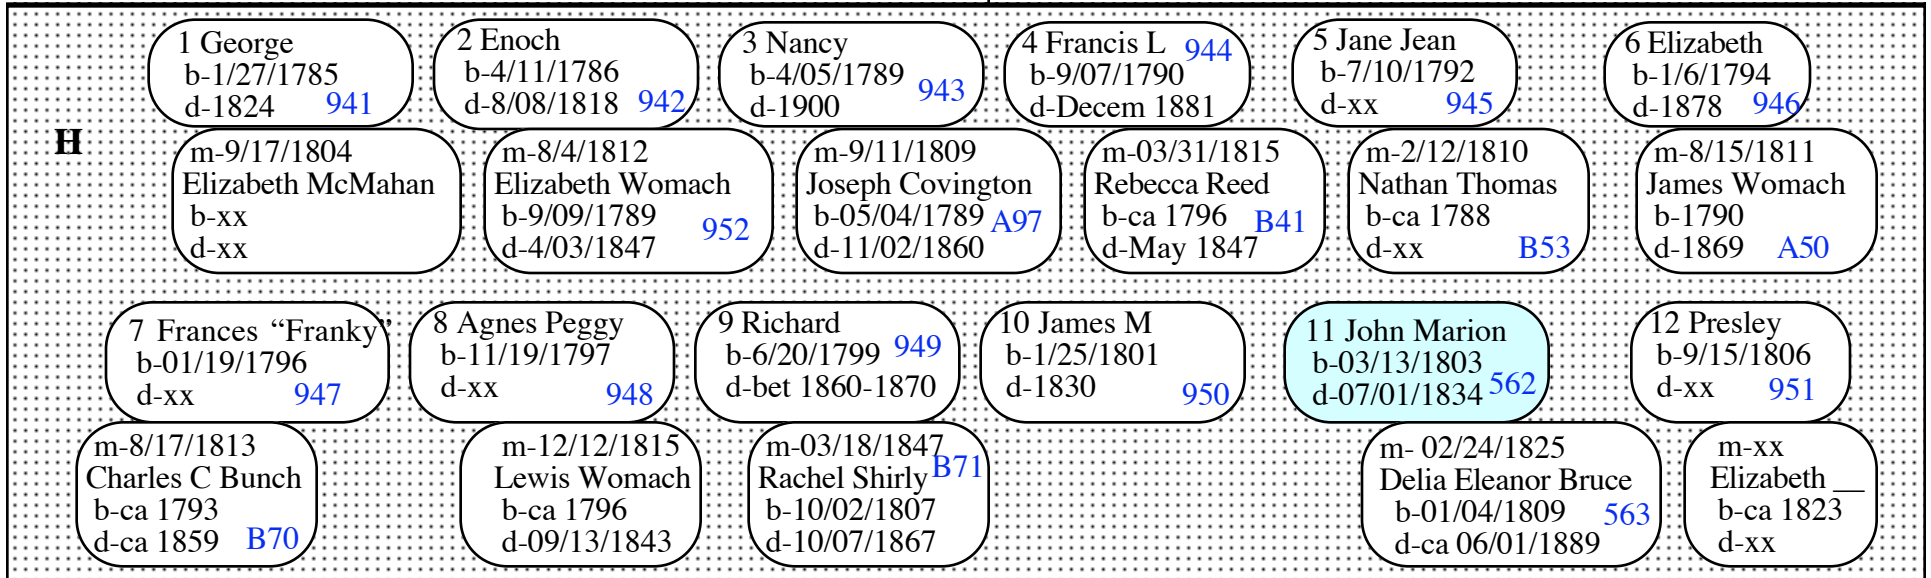 1 George
b-1/27/1785
d-1824 941
2 Enoch
b-4/11/1786
d-8/08/1818 942
3 Nancy
b-4/05/1789
d-1900 943
4 Francis L 944
b-9/07/1790
d-Decem 1881
5 Jane Jean
b-7/10/1792
d-xx 945
6 Elizabeth
b-1/6/1794
d-1878 946
H
m-9/17/1804
Elizabeth McMahan
b-xx
d-xx
m-8/4/1812
Elizabeth Womach
b-9/09/1789
952
d-4/03/1847
m-9/11/1809
Joseph Covington
b-05/04/1789 A97
d-11/02/1860
m-03/31/1815
Rebecca Reed
b-ca 1796 B41
d-May 1847
m-2/12/1810
Nathan Thomas
b-ca 1788
d-xx B53
m-8/15/1811
James Womach
b-1790
d-1869 A50
7 Frances “Franky”
b-01/19/1796
d-xx 947
8 Agnes Peggy
b-11/19/1797
d-xx 948
9 Richard
b-6/20/1799 949
d-bet 1860-1870
10 James M
b-1/25/1801
d-1830 950
11 John Marion
b-03/13/1803
d-07/01/1834 562
12 Presley
b-9/15/1806
d-xx 951
m-8/17/1813
Charles C Bunch
b-ca 1793
d-ca 1859 B70
m-12/12/1815
Lewis Womach
b-ca 1796
d-09/13/1843
m-03/18/1847
Rachel Shirly B71
b-10/02/1807
d-10/07/1867
m- 02/24/1825
Delia Eleanor Bruce
b-01/04/1809 563
d-ca 06/01/1889
m-xx
Elizabeth __
b-ca 1823
d-xx